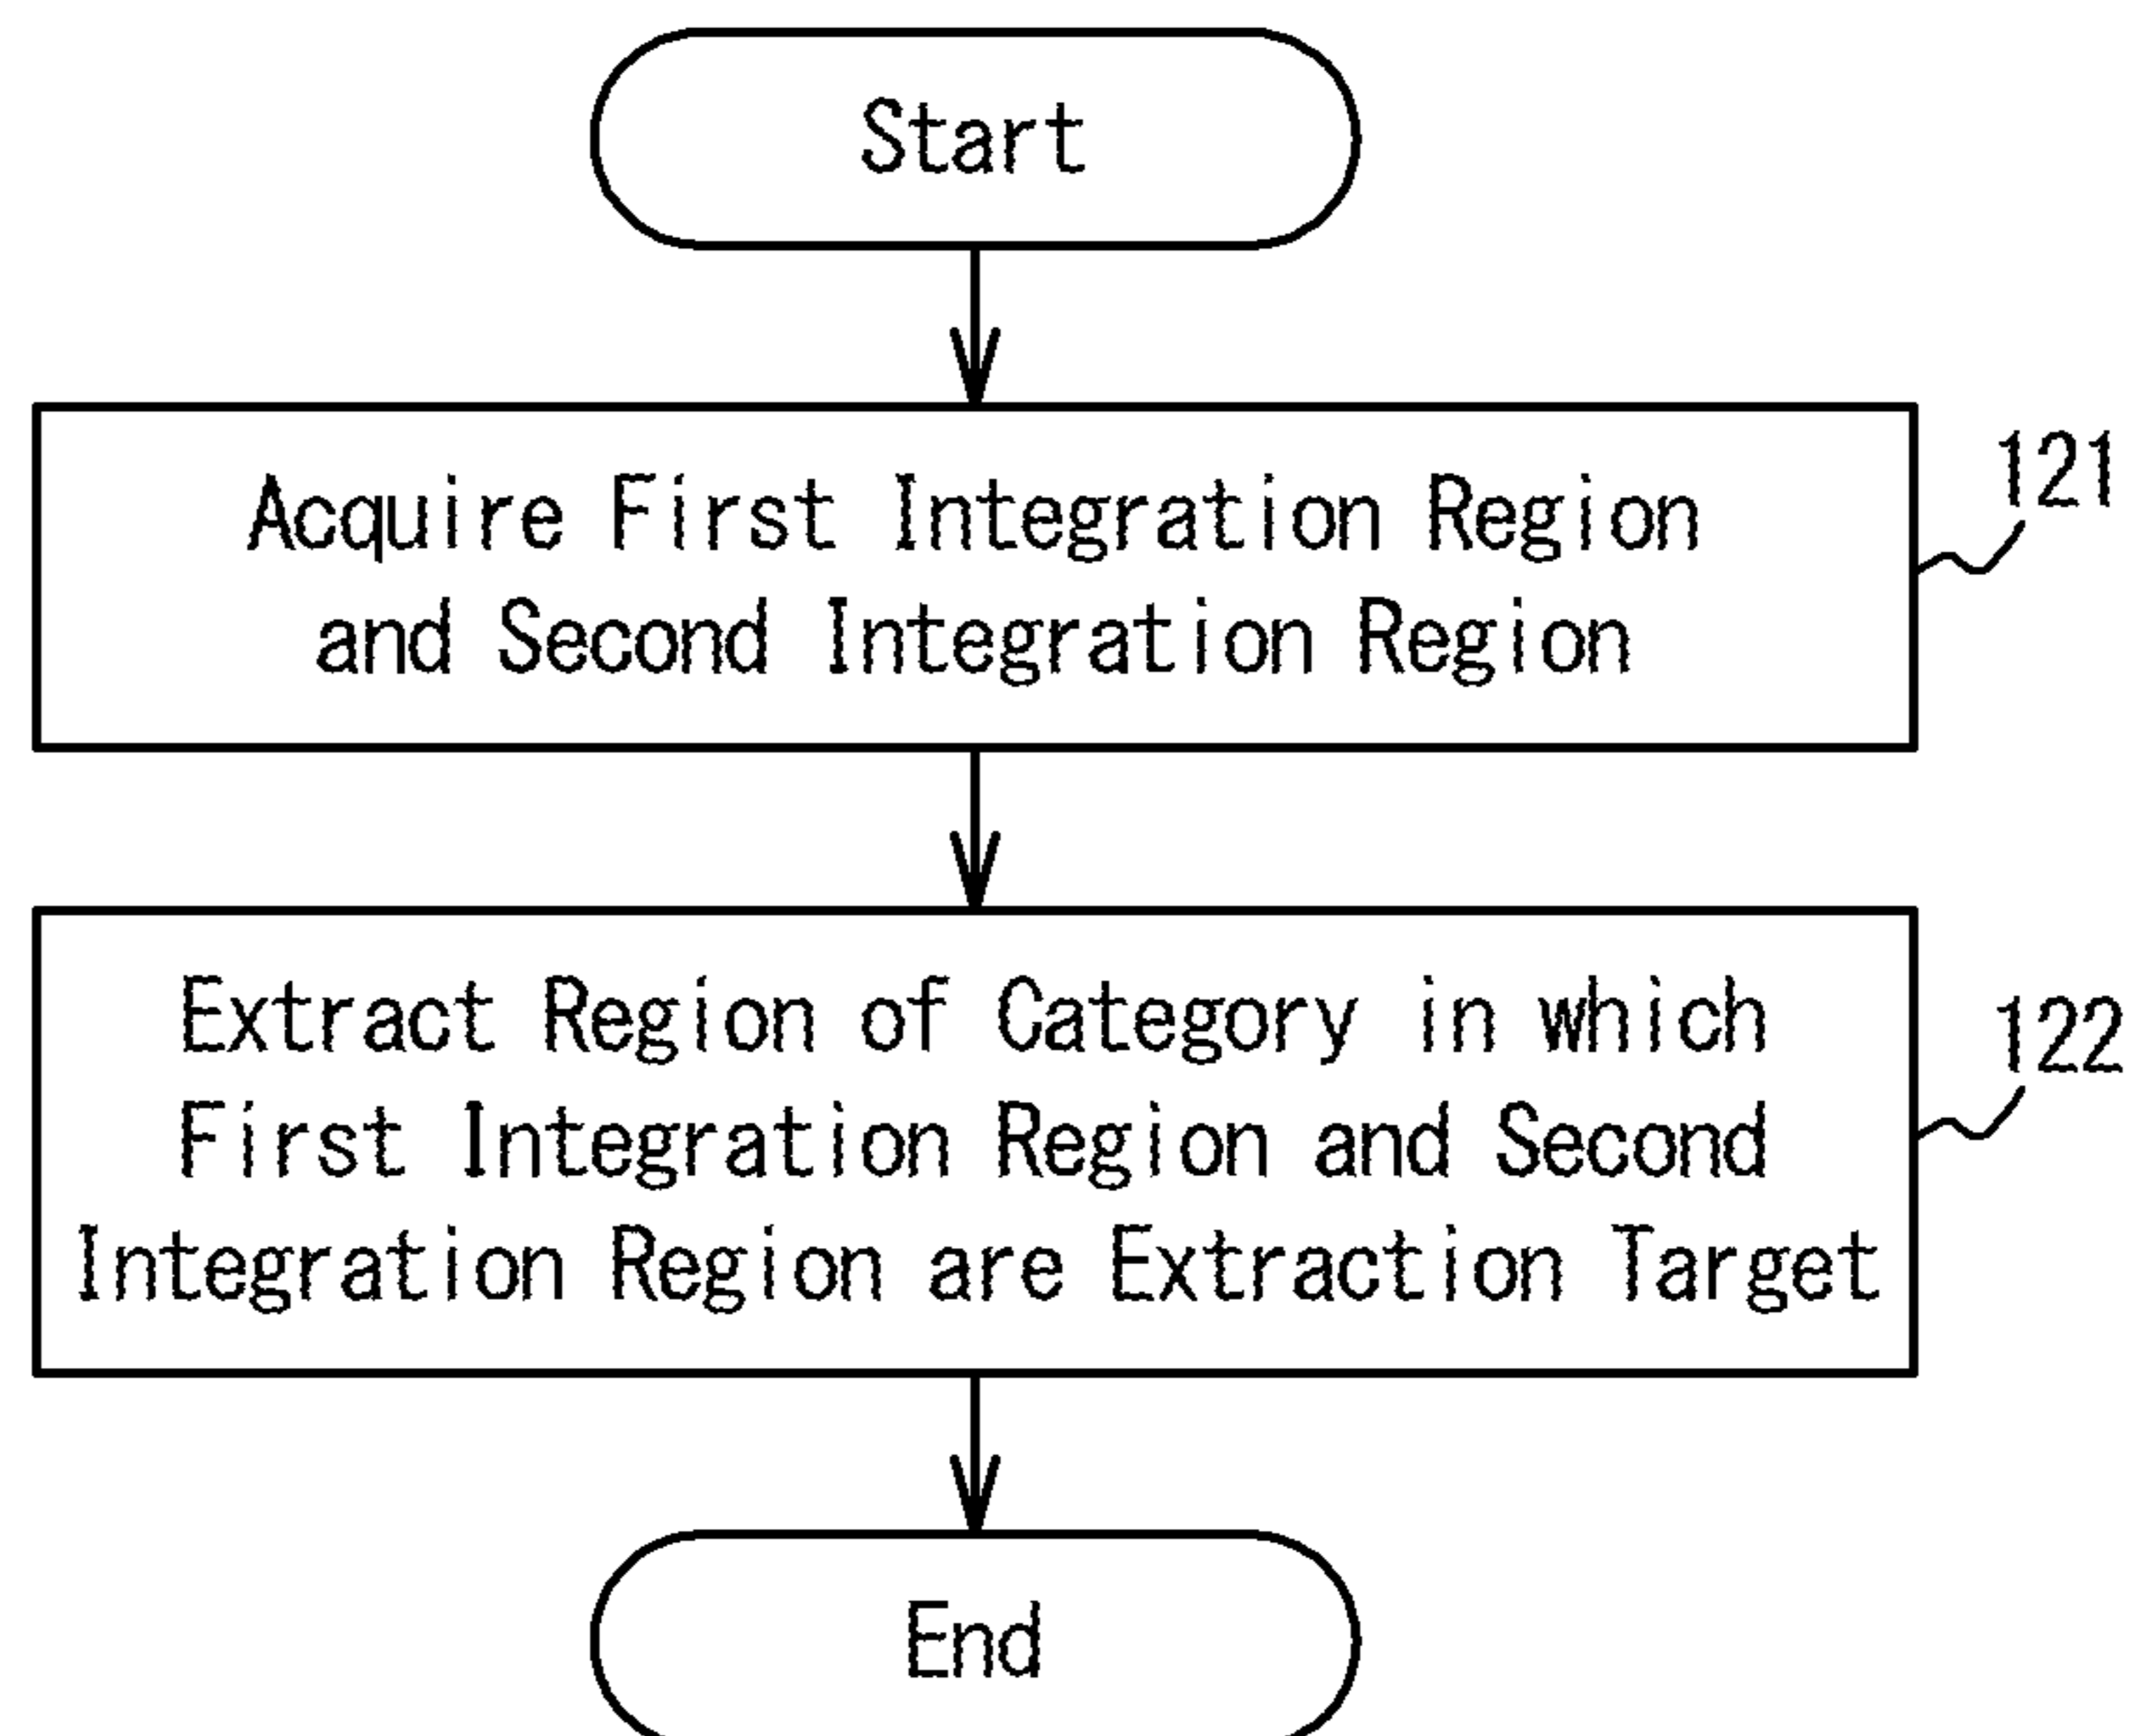 Start
Acquire First Integration Region
and Second Integration Region
121
Extract Region of Category in which
First Integration Region and Second
Integration Region are Extraction Target
122
End